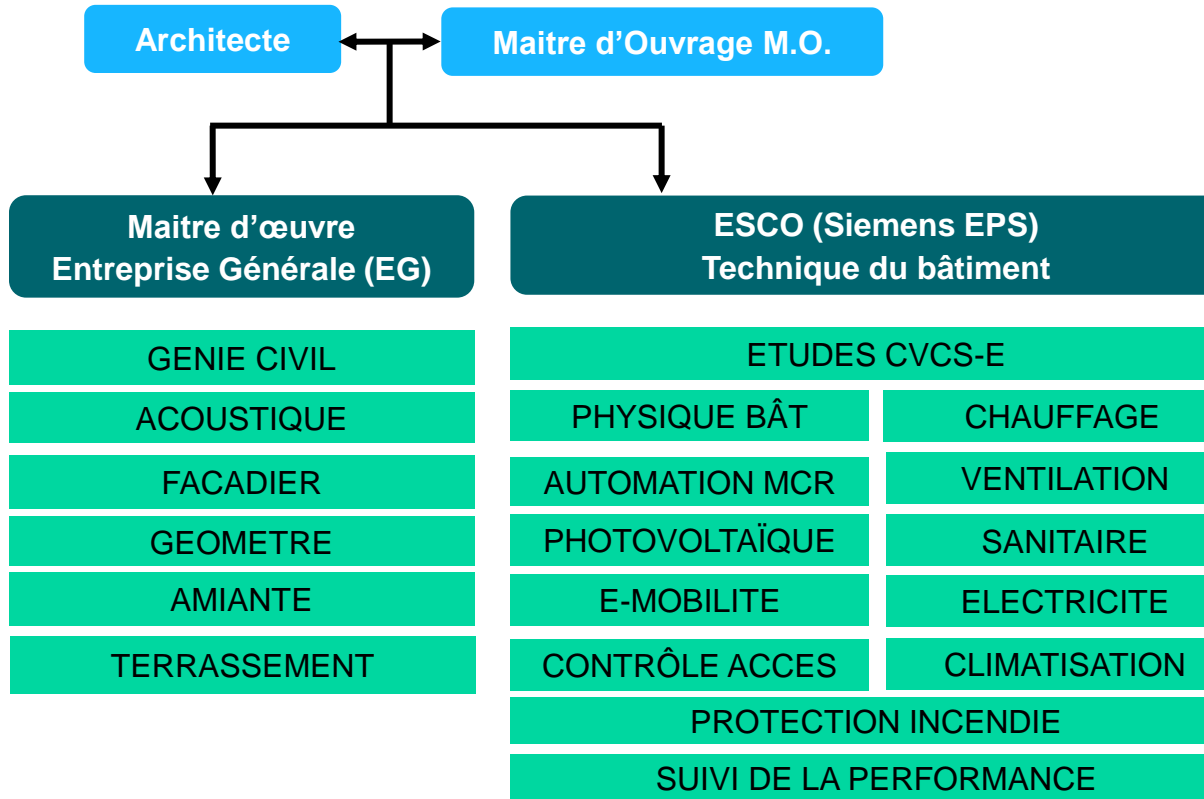 Architecte
Maitre d'Ouvrage M.O.
Maitre d'œuvre
Entreprise Générale (EG)
GENIE CIVIL
ACOUSTIQUE
FACADIER
GEOMETRE
AMIANTE
TERRASSEMENT
ESCO (Siemens EPS)
Technique du bâtiment
ETUDES CVCS-E
PHYSIQUE BÂT
CHAUFFAGE
AUTOMATION MCR
VENTILATION
PHOTOVOLTAÏQUE
SANITAIRE
E-MOBILITE
ELECTRICITE
CONTRÔLE ACCES
CLIMATISATION
PROTECTION INCENDIE
SUIVI DE LA PERFORMANCE